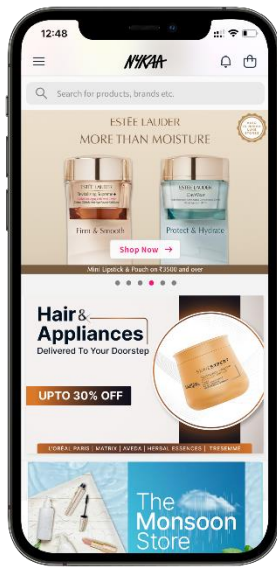 12:48
NYKAA
Search for products, brands etc.
ESTĒE LAUDER
MORE THAN MOISTURE
Firm & Smooth
Protect & Hydrate
Shop Now →
Mini Lipstick & Pouch on ₹3500 and over
Hair&
Appliances
Delivered To Your Doorstep
UPTO 30% OFF
L'ORÉAL PARIS | MATRIX | AVEDA | HERBAL ESSENCES | TRESEMME
The
Monsoon
Store